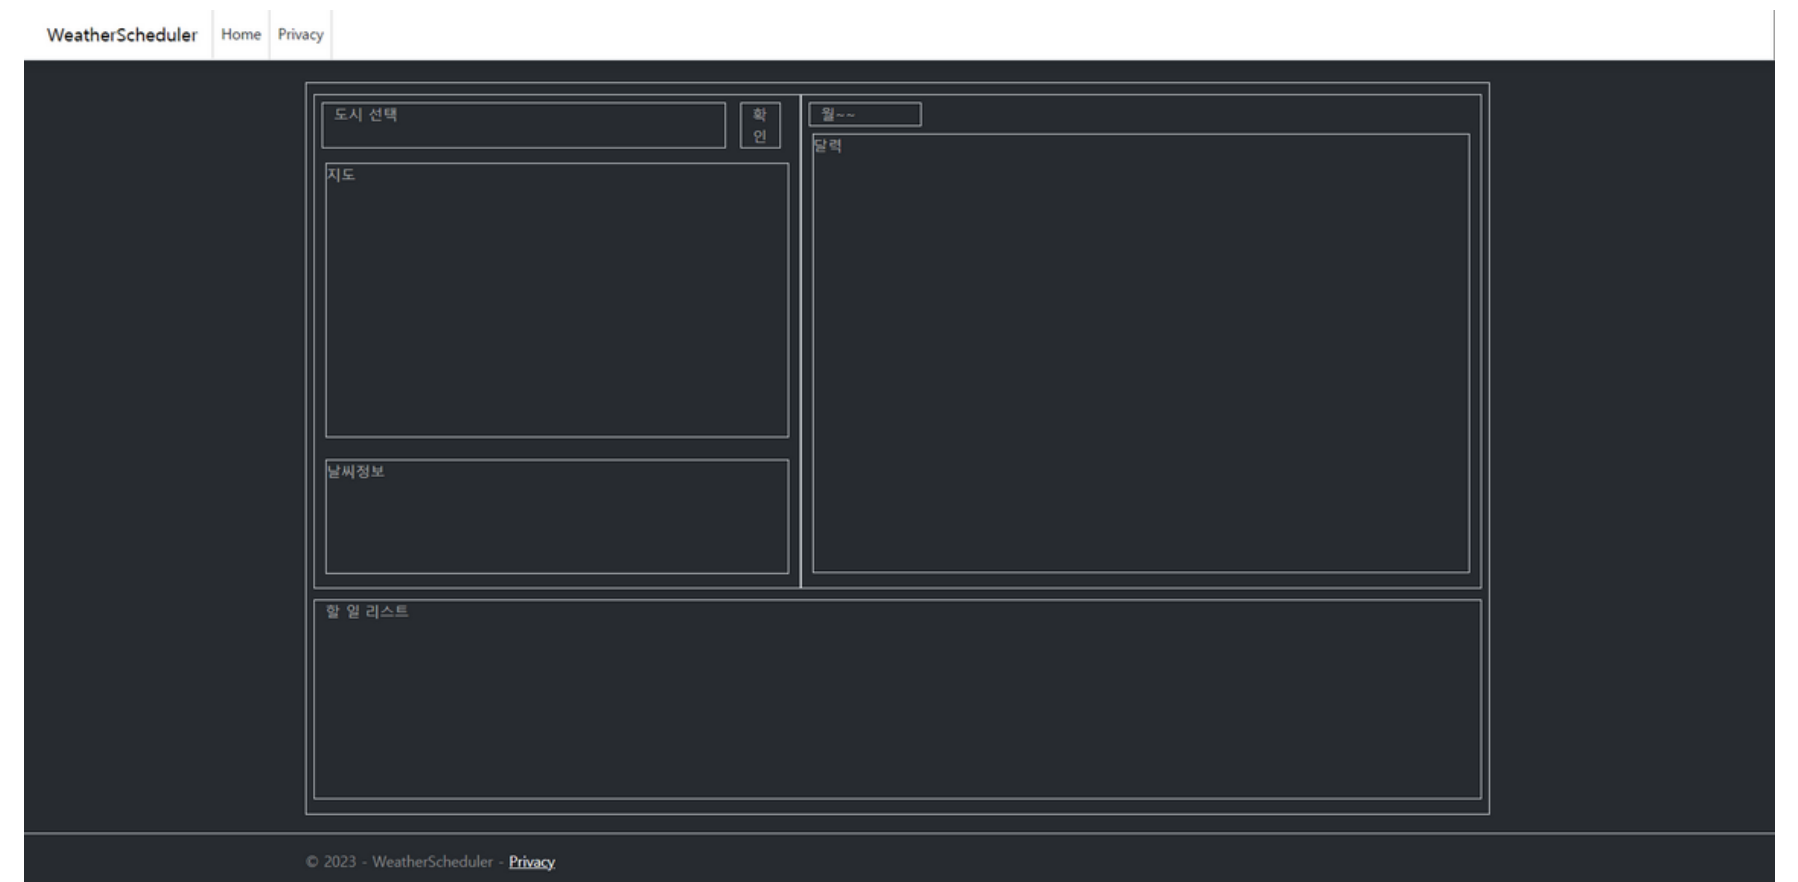 WeatherScheduler Home Privacy
도시 선택
확
인
지도
날씨정보
월~~
달력
할 일 리스트
© 2023 - WeatherScheduler - Privacy